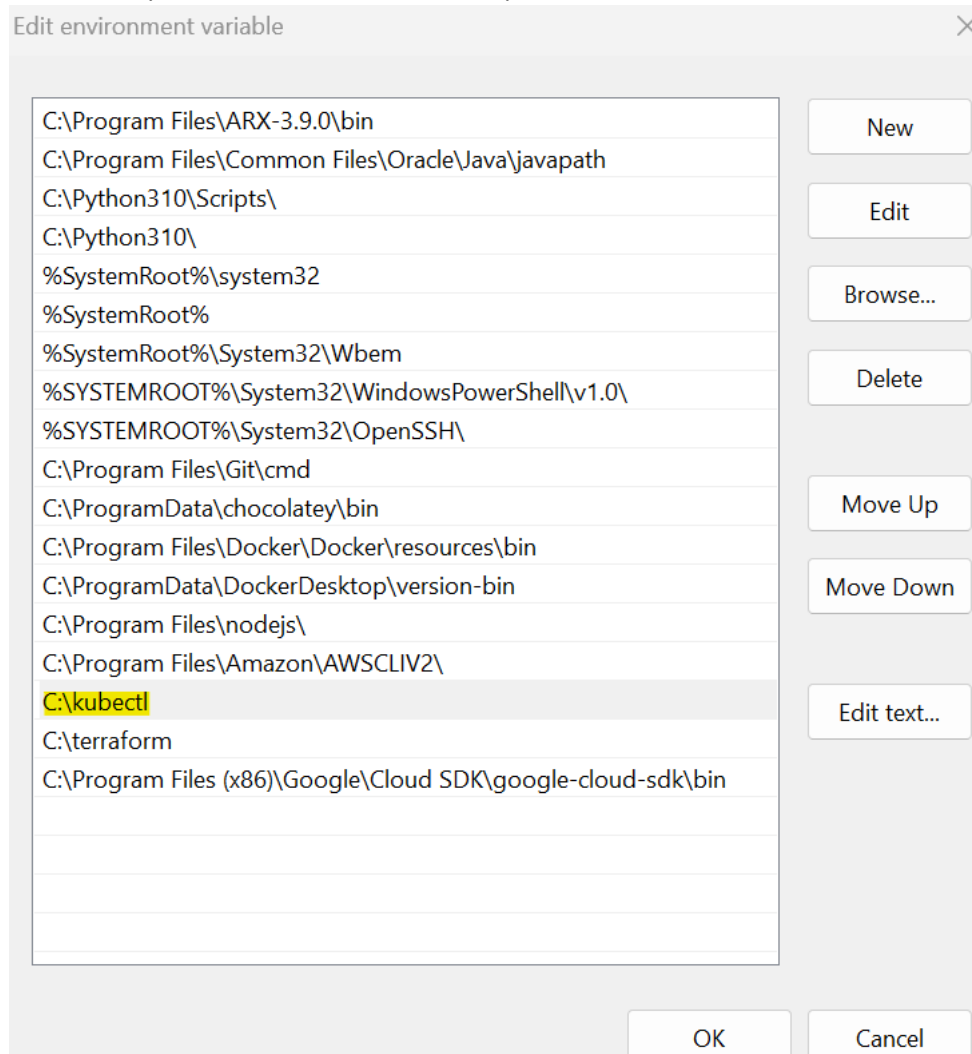 Edit environment variable
C:\Program Files\ARX-3.9.0\bin
C:\Program Files\Common Files\Oracle\Java\javapath
C:\Python310\Scripts\
C:\Python310\
%SystemRoot%\system32
%SystemRoot%
%SystemRoot%\System32\Wbem
%SYSTEMROOT%\System32\WindowsPowerShell\v1.0\
%SYSTEMROOT%\System32\OpenSSH\
C:\Program Files\Git\cmd
C:\ProgramData\chocolatey\bin
C:\Program Files\Docker\Docker\resources\bin
C:\ProgramData\DockerDesktop\version-bin
C:\Program Files\nodejs\
C:\Program Files\Amazon\AWSCLIV2\
C:\kubectl
C:\terraform
C:\Program Files (x86)\Google\Cloud SDK\google-cloud-sdk\bin
New
Edit
Browse...
Delete
Move Up
Move Down
Edit text...
OK
Cancel